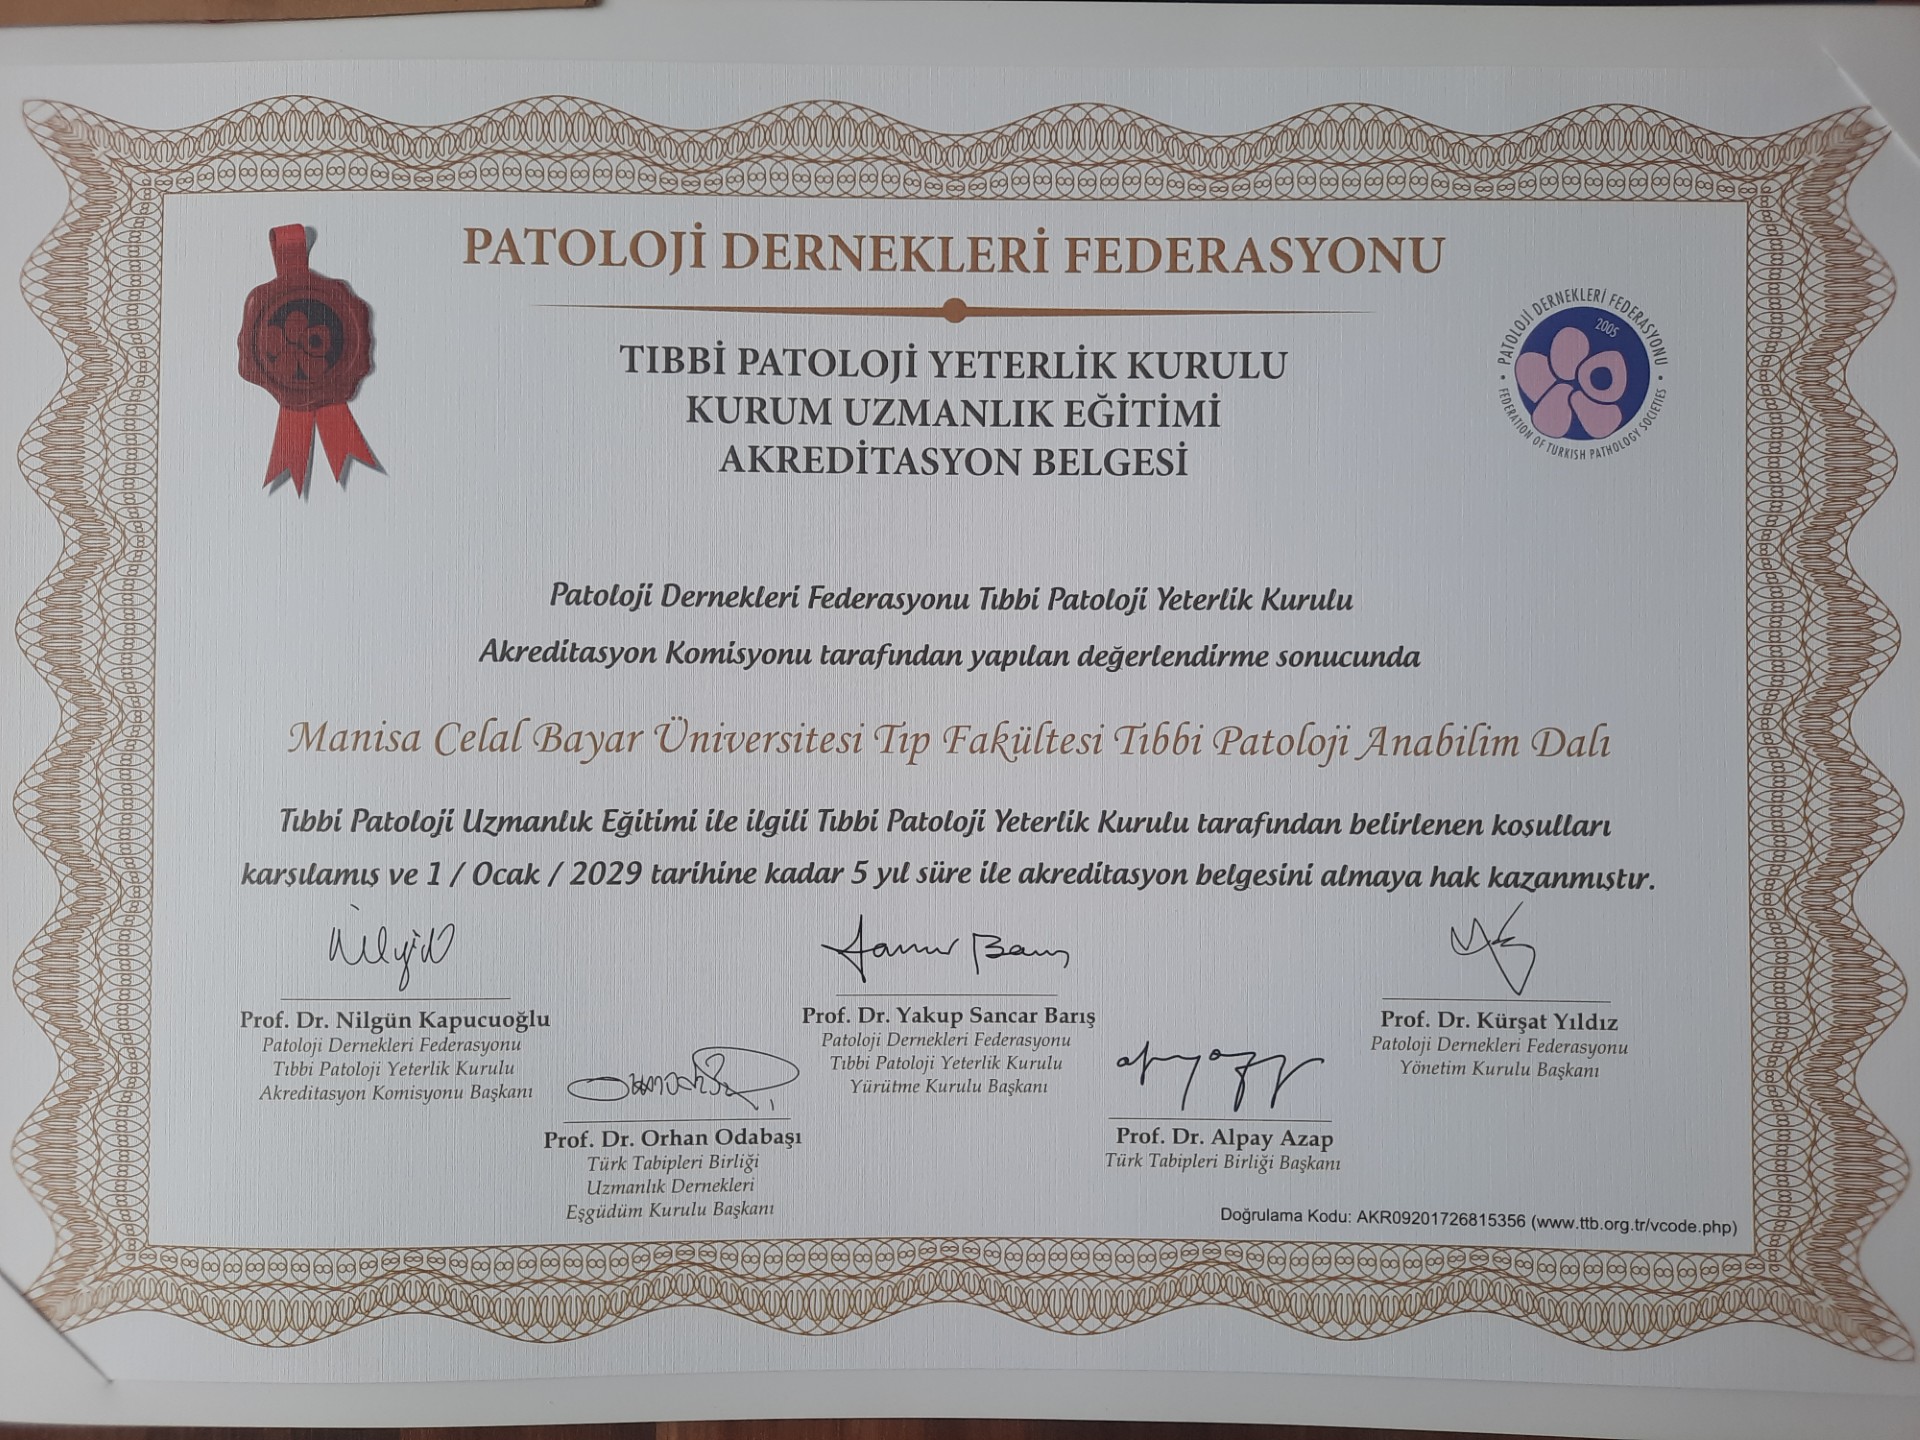 PATOLOJİ DERNEKLERİ FEDERASYONU
PATOLOJİ DERNEKLERİ FEDERASYONU
2005
FEDERATION OF TURKISH PATHOLOGY SOCIETIES
TIBBİ PATOLOJİ YETERLİK KURULU
KURUM UZMANLIK EĞİTİMİ
AKREDİTASYON BELGESİ
Patoloji Dernekleri Federasyonu Tıbbi Patoloji Yeterlik Kurulu
Akreditasyon Komisyonu tarafından yapılan değerlendirme sonucunda
Manisa Celal Bayar Üniversitesi Tıp Fakültesi Tıbbi Patoloji Anabilim Dalı
Tıbbi Patoloji Uzmanlık Eğitimi ile ilgili Tıbbi Patoloji Yeterlik Kurulu tarafından belirlenen koşulları
karşılamış ve 1 / Ocak / 2029 tarihine kadar 5 yıl süre ile akreditasyon belgesini almaya hak kazanmıştır.
Prof. Dr. Nilgün Kapucuoğlu
Patoloji Dernekleri Federasyonu
Tıbbi Patoloji Yeterlik Kurulu
Akreditasyon Komisyonu Başkanı
Prof. Dr. Orhan Odabaşı
Türk Tabipleri Birliği
Uzmanlık Dernekleri
Eşgüdüm Kurulu Başkanı
Prof. Dr. Yakup Sancar Barış
Patoloji Dernekleri Federasyonu
Tıbbi Patoloji Yeterlik Kurulu
Yürütme Kurulu Başkanı
Prof. Dr. Alpay Azap
Türk Tabipleri Birliği Başkanı
Prof. Dr. Kürşat Yıldız
Patoloji Dernekleri Federasyonu
Yönetim Kurulu Başkanı
Doğrulama Kodu: AKR09201726815356 (www.ttb.org.tr/vcode.php)